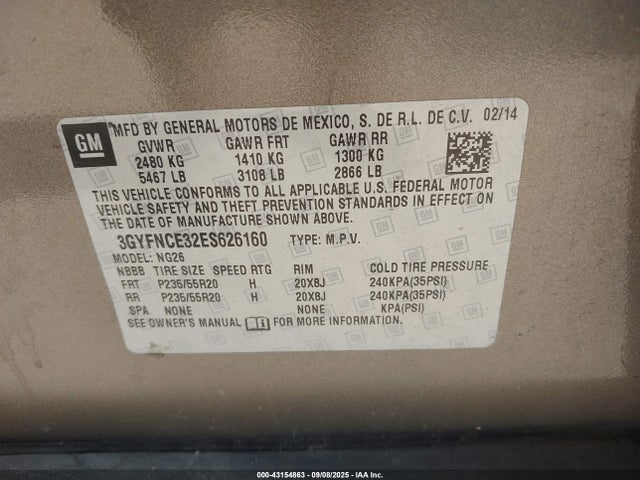 GM
MFD BY GENERAL MOTORS DE MEXICO, S. DE R.L. DE C.V. 02/14
GVWR GAWR FRT GAWR RR
2480 KG 1410 KG 1300 KG
5467 LB 3108 LB 2866 LB
THIS VEHICLE CONFORMS TO ALL APPLICABLE U.S. FEDERAL MOTOR
VEHICLE SAFETY AND THEFT PREVENTION STANDARDS IN EFFECT ON
THE DATE OF MANUFACTURE SHOWN ABOVE.
3GYFNCE32ES626160 TYPE: M.P.V.
MODEL: NG26
NBBB TIRE SIZE SPEED RTG RIM COLD TIRE PRESSURE
FRT P235/55R20 H 20X8J 240KPA(35PSI)
RR P235/55R20 H 20X8J 240KPA(35PSI)
SPA NONE NONE KPA(PSI)
SEE OWNER'S MANUAL FOR MORE INFORMATION.
000-43154863 - 09/08/2025 - IAA Inc.